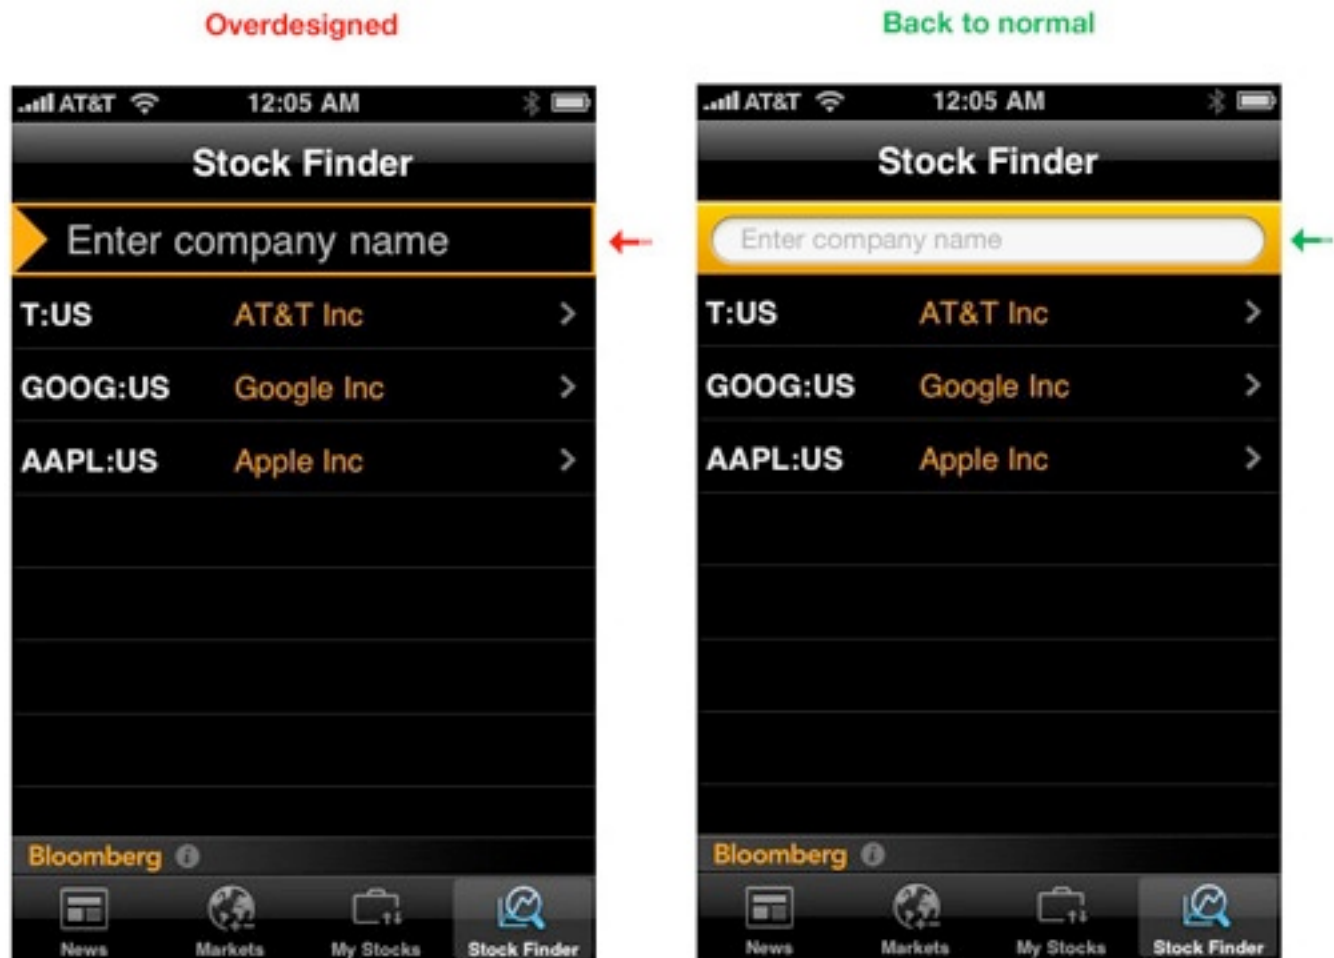 Overdesigned
AT&T 12:05 AM
Stock Finder
Enter company name
T:US AT&T Inc
GOOG:US Google Inc
AAPL:US Apple Inc
Bloomberg i
News Markets My Stocks Stock Finder
Back to normal
AT&T 12:05 AM
Stock Finder
Enter company name
T:US AT&T Inc
GOOG:US Google Inc
AAPL:US Apple Inc
Bloomberg i
News Markets My Stocks Stock Finder